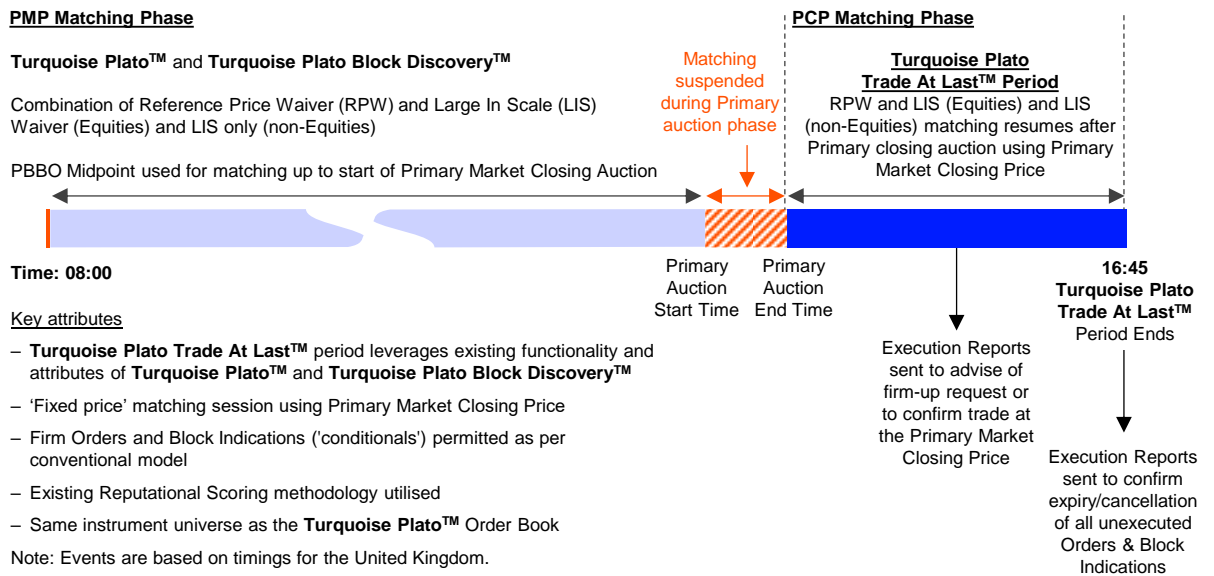 PMP Matching Phase
Turquoise Plato™ and Turquoise Plato Block Discovery™
Combination of Reference Price Waiver (RPW) and Large In Scale (LIS)
Waiver (Equities) and LIS only (non-Equities)
PBBO Midpoint used for matching up to start of Primary Market Closing Auction
Matching
suspended
during Primary
auction phase
PCP Matching Phase
Turquoise Plato
Trade At Last™ Period
RPW and LIS (Equities) and LIS
(non-Equities) matching resumes after
Primary closing auction using Primary
Market Closing Price
Time: 08:00
Primary
Auction
Start Time
Primary
Auction
End Time
16:45
Turquoise Plato
Trade At Last™
Period Ends
Key attributes
– Turquoise Plato Trade At Last™ period leverages existing functionality and
attributes of Turquoise Plato™ and Turquoise Plato Block Discovery™
– ‘Fixed price’ matching session using Primary Market Closing Price
– Firm Orders and Block Indications ('conditionals') permitted as per
conventional model
– Existing Reputational Scoring methodology utilised
– Same instrument universe as the Turquoise Plato™ Order Book
Note: Events are based on timings for the United Kingdom.
Execution Reports
sent to advise of
firm-up request or
to confirm trade at
the Primary Market
Closing Price
Execution Reports
sent to confirm
expiry/cancellation
of all unexecuted
Orders & Block
Indications